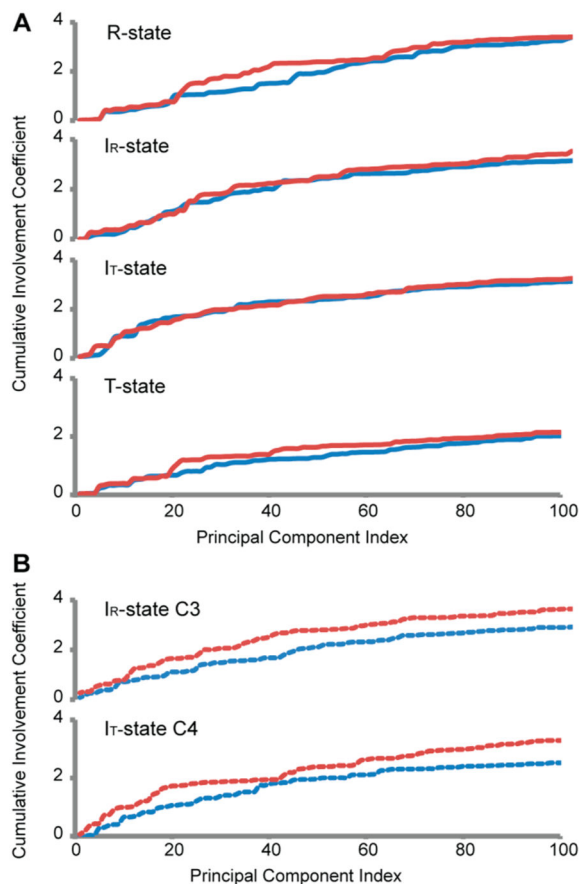 A
R-state
4
2
0
IR-state
4
2
0
IT-state
4
2
0
T-state
4
2
0
Cumulative Involvement Coefficient
0 20 40 60 80 100
Principal Component Index
B
IR-state C3
4
2
0
IT-state C4
4
2
0
Cumulative Involvement Coefficient
0 20 40 60 80 100
Principal Component Index